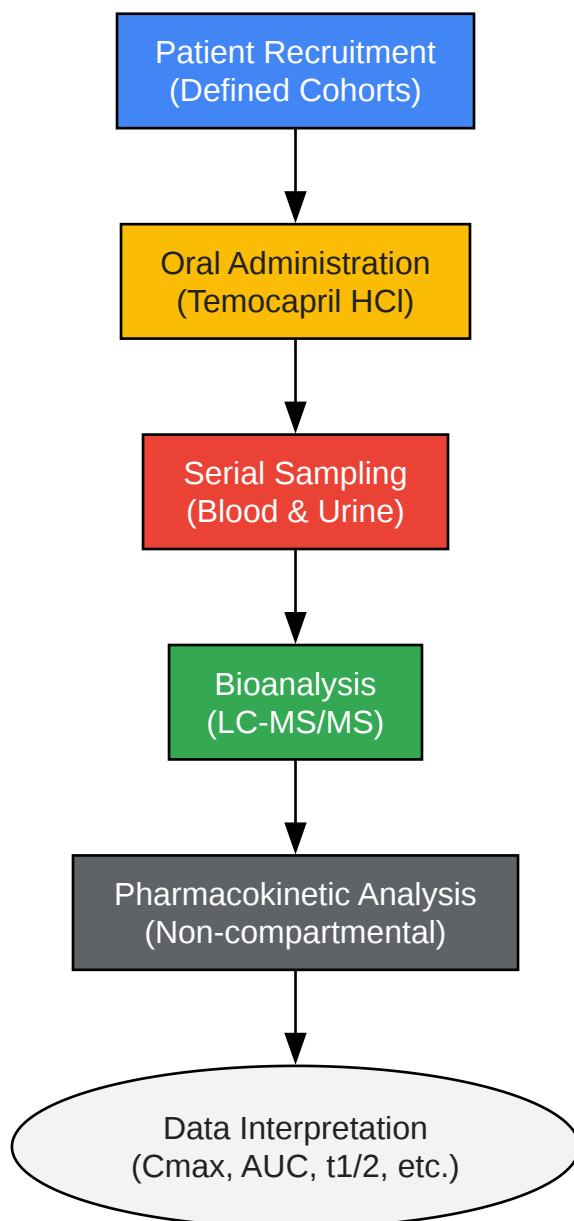 Patient Recruitment
(Defined Cohorts)
Oral Administration
(Temocapril HCl)
Serial Sampling
(Blood & Urine)
Bioanalysis
(LC-MS/MS)
Pharmacokinetic Analysis
(Non-compartmental)
Data Interpretation
(Cmax, AUC, t1/2, etc.)